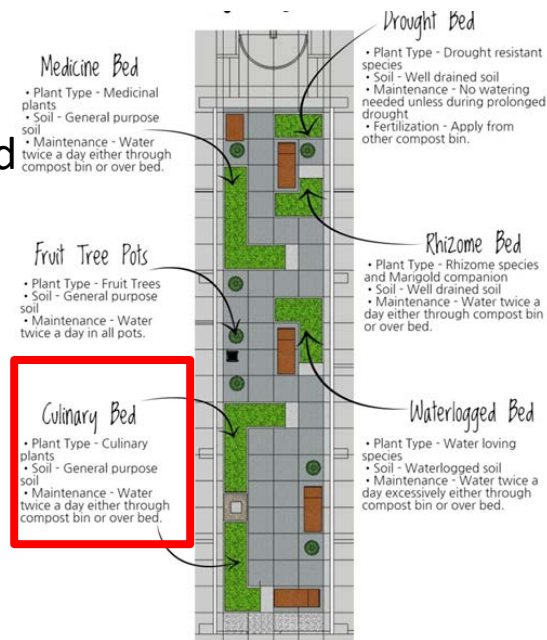 Drought Bed
• Plant Type - Drought resistant
species
• Soil - Well drained soil
• Maintenance - No watering
needed unless during prolonged
drought
• Fertilization - Apply from
other compost bin.
Medicine Bed
• Plant Type - Medicinal
plants
• Soil - General purpose
soil
• Maintenance - Water
twice a day either through
compost bin or over bed.
d
Rhizome Bed
• Plant Type - Rhizome species
and Marigold companion
• Soil - Well drained soil
• Maintenance - Water twice a
day either through compost bin
or over bed.
Fruit Tree Pots
• Plant Type - Fruit Trees
• Soil - General purpose
soil
• Maintenance - Water
twice a day in all pots.
Culinary Bed
• Plant Type - Culinary
plants
• Soil - General purpose
soil
• Maintenance - Water
twice a day either through
compost bin or over bed.
Waterlogged Bed
• Plant Type - Water loving
species
• Soil - Waterlogged soil
• Maintenance - Water twice a
day excessively either through
compost bin or over bed.